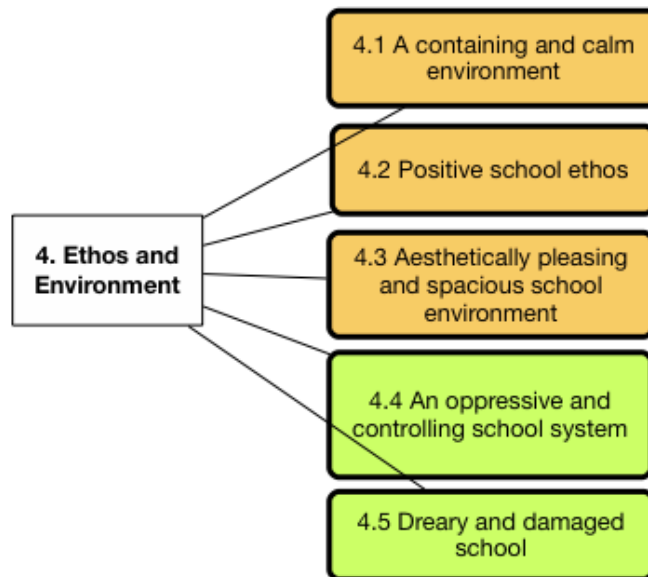 4.1 A containing and calm
environment
4.2 Positive school ethos
4. Ethos and
Environment
4.3 Aesthetically pleasing
and spacious school
environment
4.4 An oppressive and
controlling school system
4.5 Dreary and damaged
school